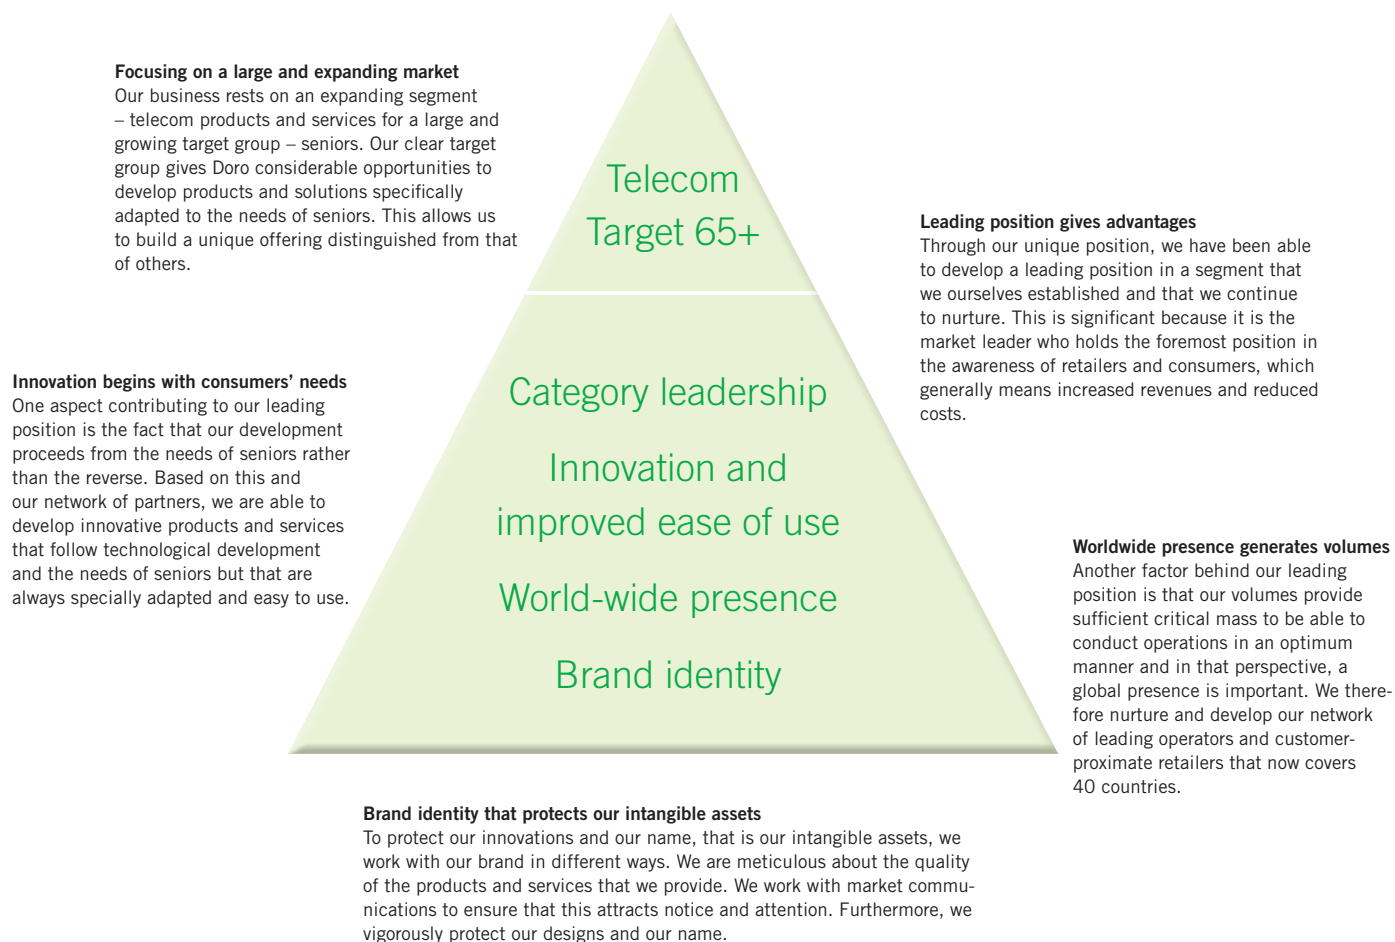 Focusing on a large and expanding market
Our business rests on an expanding segment
– telecom products and services for a large and
growing target group – seniors. Our clear target
group gives Doro considerable opportunities to
develop products and solutions specifically
adapted to the needs of seniors. This allows us
to build a unique offering distinguished from that
of others.
Telecom
Target 65+
Leading position gives advantages
Through our unique position, we have been able
to develop a leading position in a segment that
we ourselves established and that we continue
to nurture. This is significant because it is the
market leader who holds the foremost position in
the awareness of retailers and consumers, which
generally means increased revenues and reduced
costs.
Innovation begins with consumers’ needs
One aspect contributing to our leading
position is the fact that our development
proceeds from the needs of seniors rather
than the reverse. Based on this and
our network of partners, we are able to
develop innovative products and services
that follow technological development
and the needs of seniors but that are
always specially adapted and easy to use.
Category leadership
Innovation and
improved ease of use
World-wide presence
Brand identity
Worldwide presence generates volumes
Another factor behind our leading
position is that our volumes provide
sufficient critical mass to be able to
conduct operations in an optimum
manner and in that perspective, a
global presence is important. We there-
fore nurture and develop our network
of leading operators and customer-
proximate retailers that now covers
40 countries.
Brand identity that protects our intangible assets
To protect our innovations and our name, that is our intangible assets, we
work with our brand in different ways. We are meticulous about the quality
of the products and services that we provide. We work with market commu-
nications to ensure that this attracts notice and attention. Furthermore, we
vigorously protect our designs and our name.